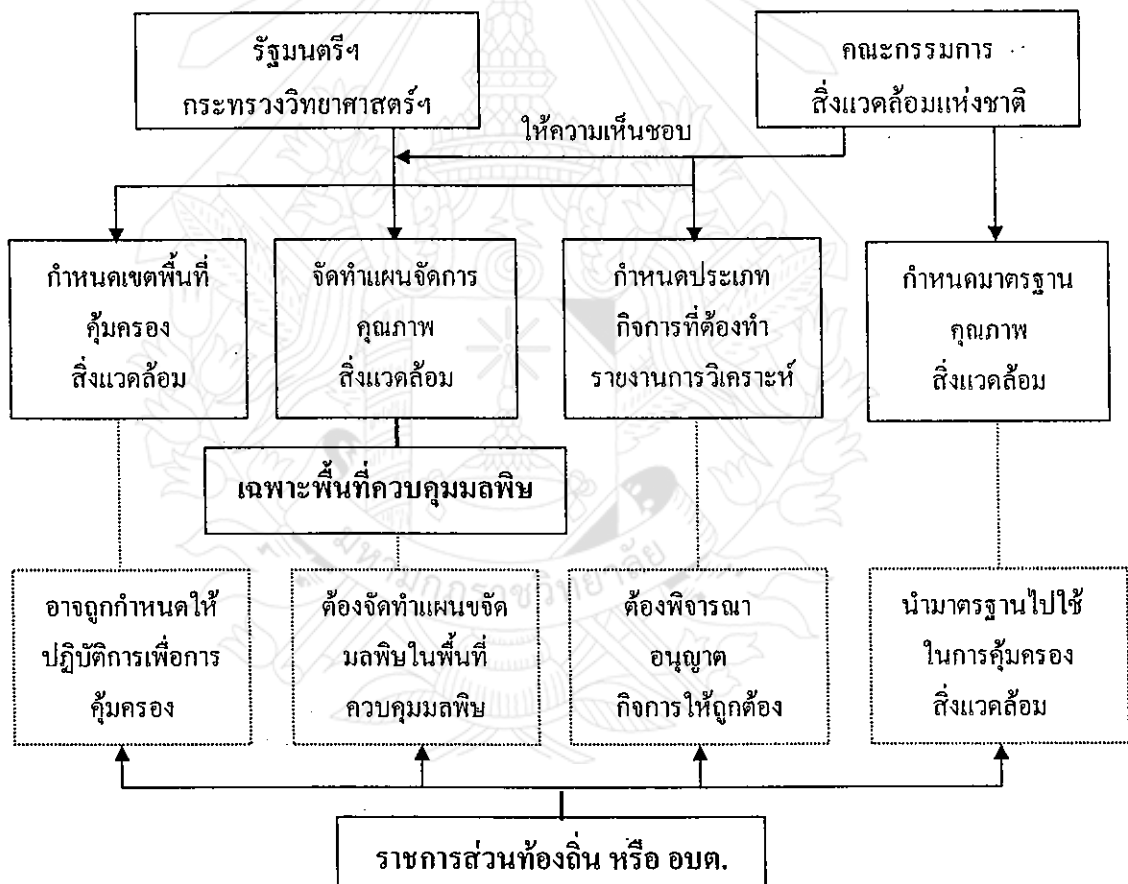 รัฐมนตรีฯ
กระทรวงวิทยาศาสตร์ฯ
คณะกรรมการ
สิ่งแวดล้อมแห่งชาติ
ให้ความเห็นชอบ
กำหนดเขตพื้นที่
คุ้มครอง
สิ่งแวดล้อม
จัดทำแผนจัดการ
คุณภาพ
สิ่งแวดล้อม
กำหนดประเภท
กิจการที่ต้องทำ
รายงานการวิเคราะห์
กำหนดมาตรฐาน
คุณภาพ
สิ่งแวดล้อม
เฉพาะพื้นที่ควบคุมมลพิษ
อาจถูกกำหนดให้
ปฏิบัติการเพื่อการ
คุ้มครอง
ต้องจัดทำแผนขจัด
มลพิษในพื้นที่
ควบคุมมลพิษ
ต้องพิจารณา
อนุญาต
กิจการให้ถูกต้อง
นำมาตรฐานไปใช้
ในการคุ้มครอง
สิ่งแวดล้อม
ราชการส่วนท้องถิ่น หรือ อบต.